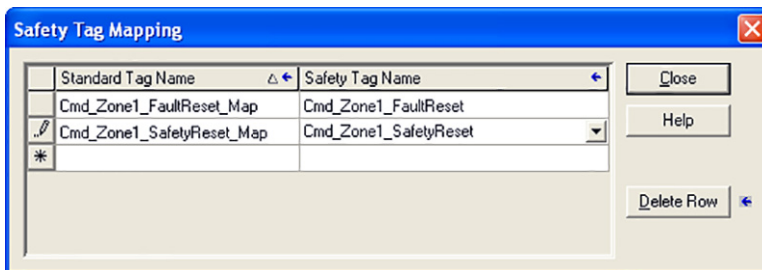 Safety Tag Mapping
Standard Tag Name Safety Tag Name
Cmd_Zone1_FaultReset_Map Cmd_Zone1_FaultReset
Cmd_Zone1_SafetyReset_Map Cmd_Zone1_SafetyReset
Close
Help
Delete Row